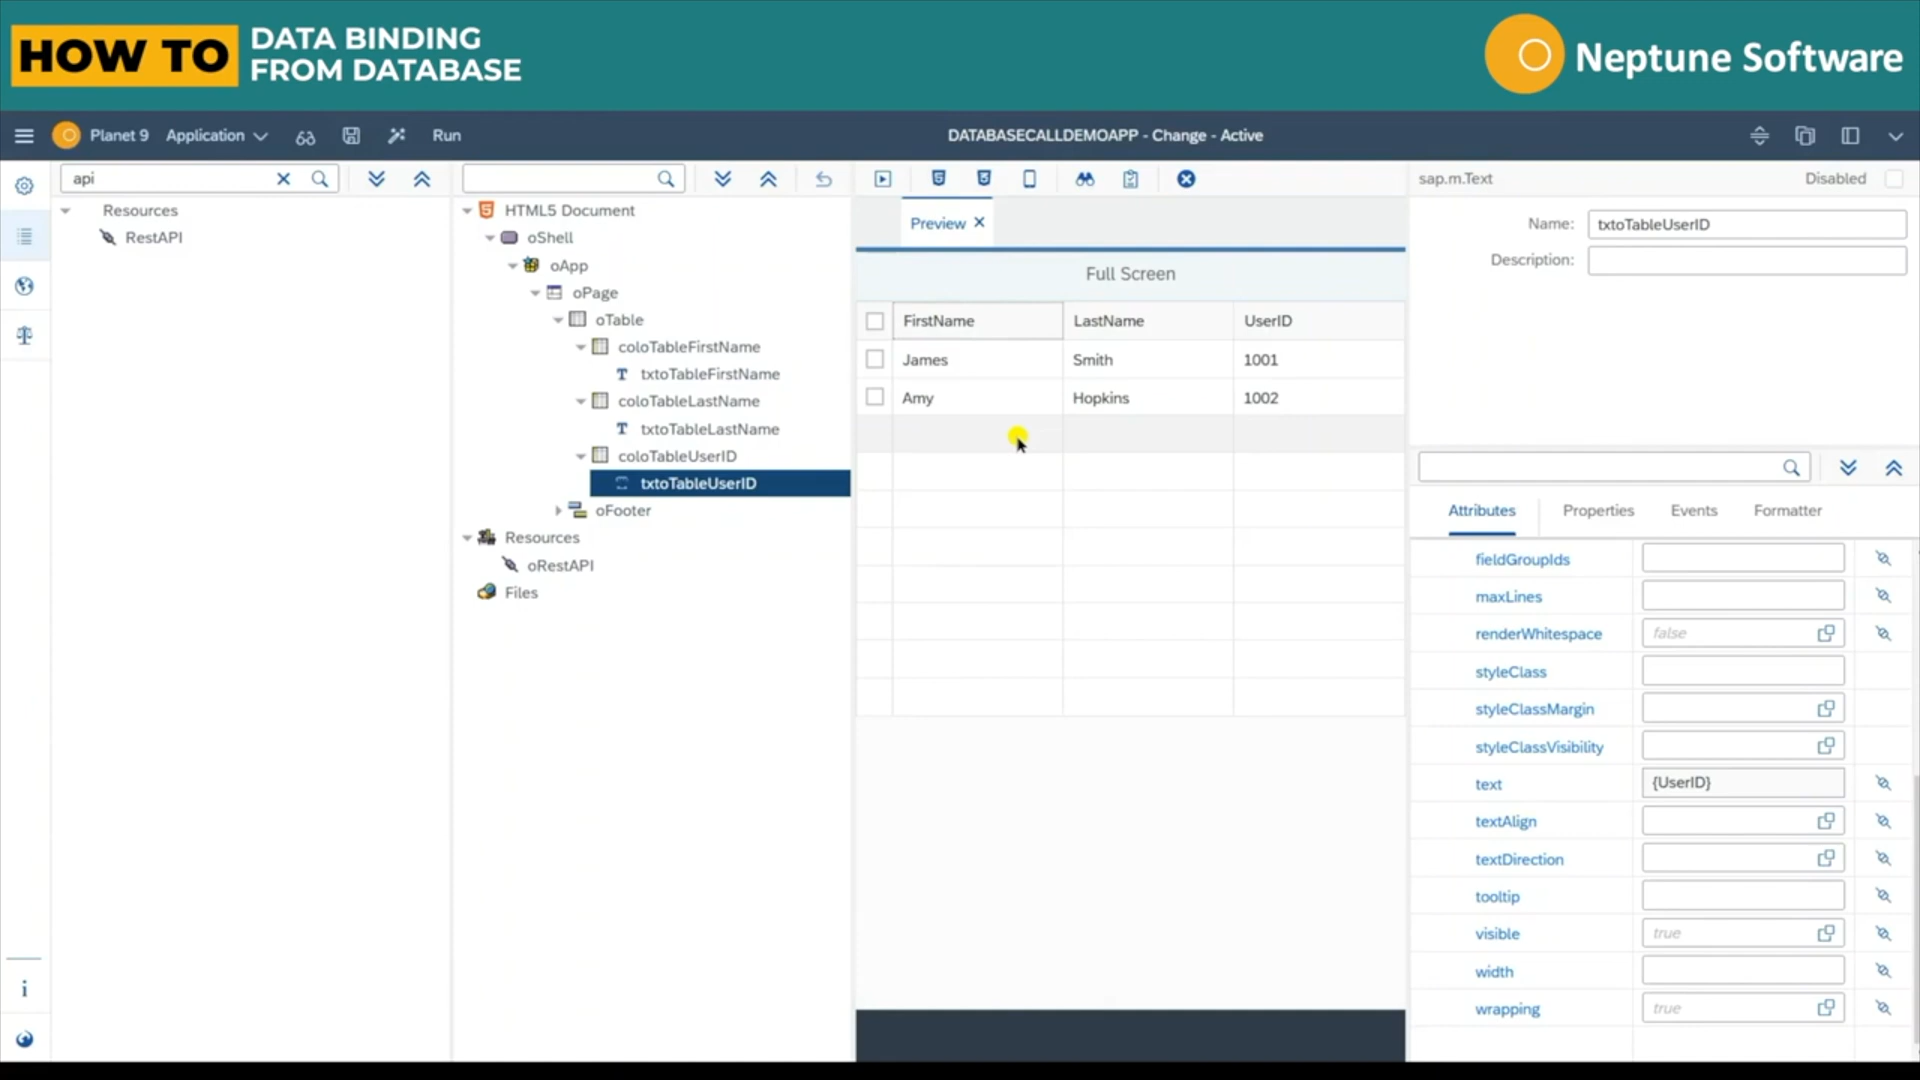 HOW TO
DATA BINDING
FROM DATABASE
Neptune Software
Planet 9
Application
Run
DATABASECALLDEMOAPP - Change - Active
api
Resources
RestAPI
HTML5 Document
oShell
oApp
oPage
oTable
coloTableFirstName
txtoTableFirstName
coloTableLastName
txtoTableLastName
coloTableUserID
txtoTableUserID
oFooter
Resources
oRestAPI
Files
Preview
Full Screen
FirstName LastName UserID
James Smith 1001
Amy Hopkins 1002
sap.m.Text Disabled
Name: txtoTableUserID
Description:
Attributes Properties Events Formatter
fieldGroupIds
maxLines
renderWhitespace false
styleClass
styleClassMargin
styleClassVisibility
text {UserID}
textAlign
textDirection
tooltip
visible true
width
wrapping true